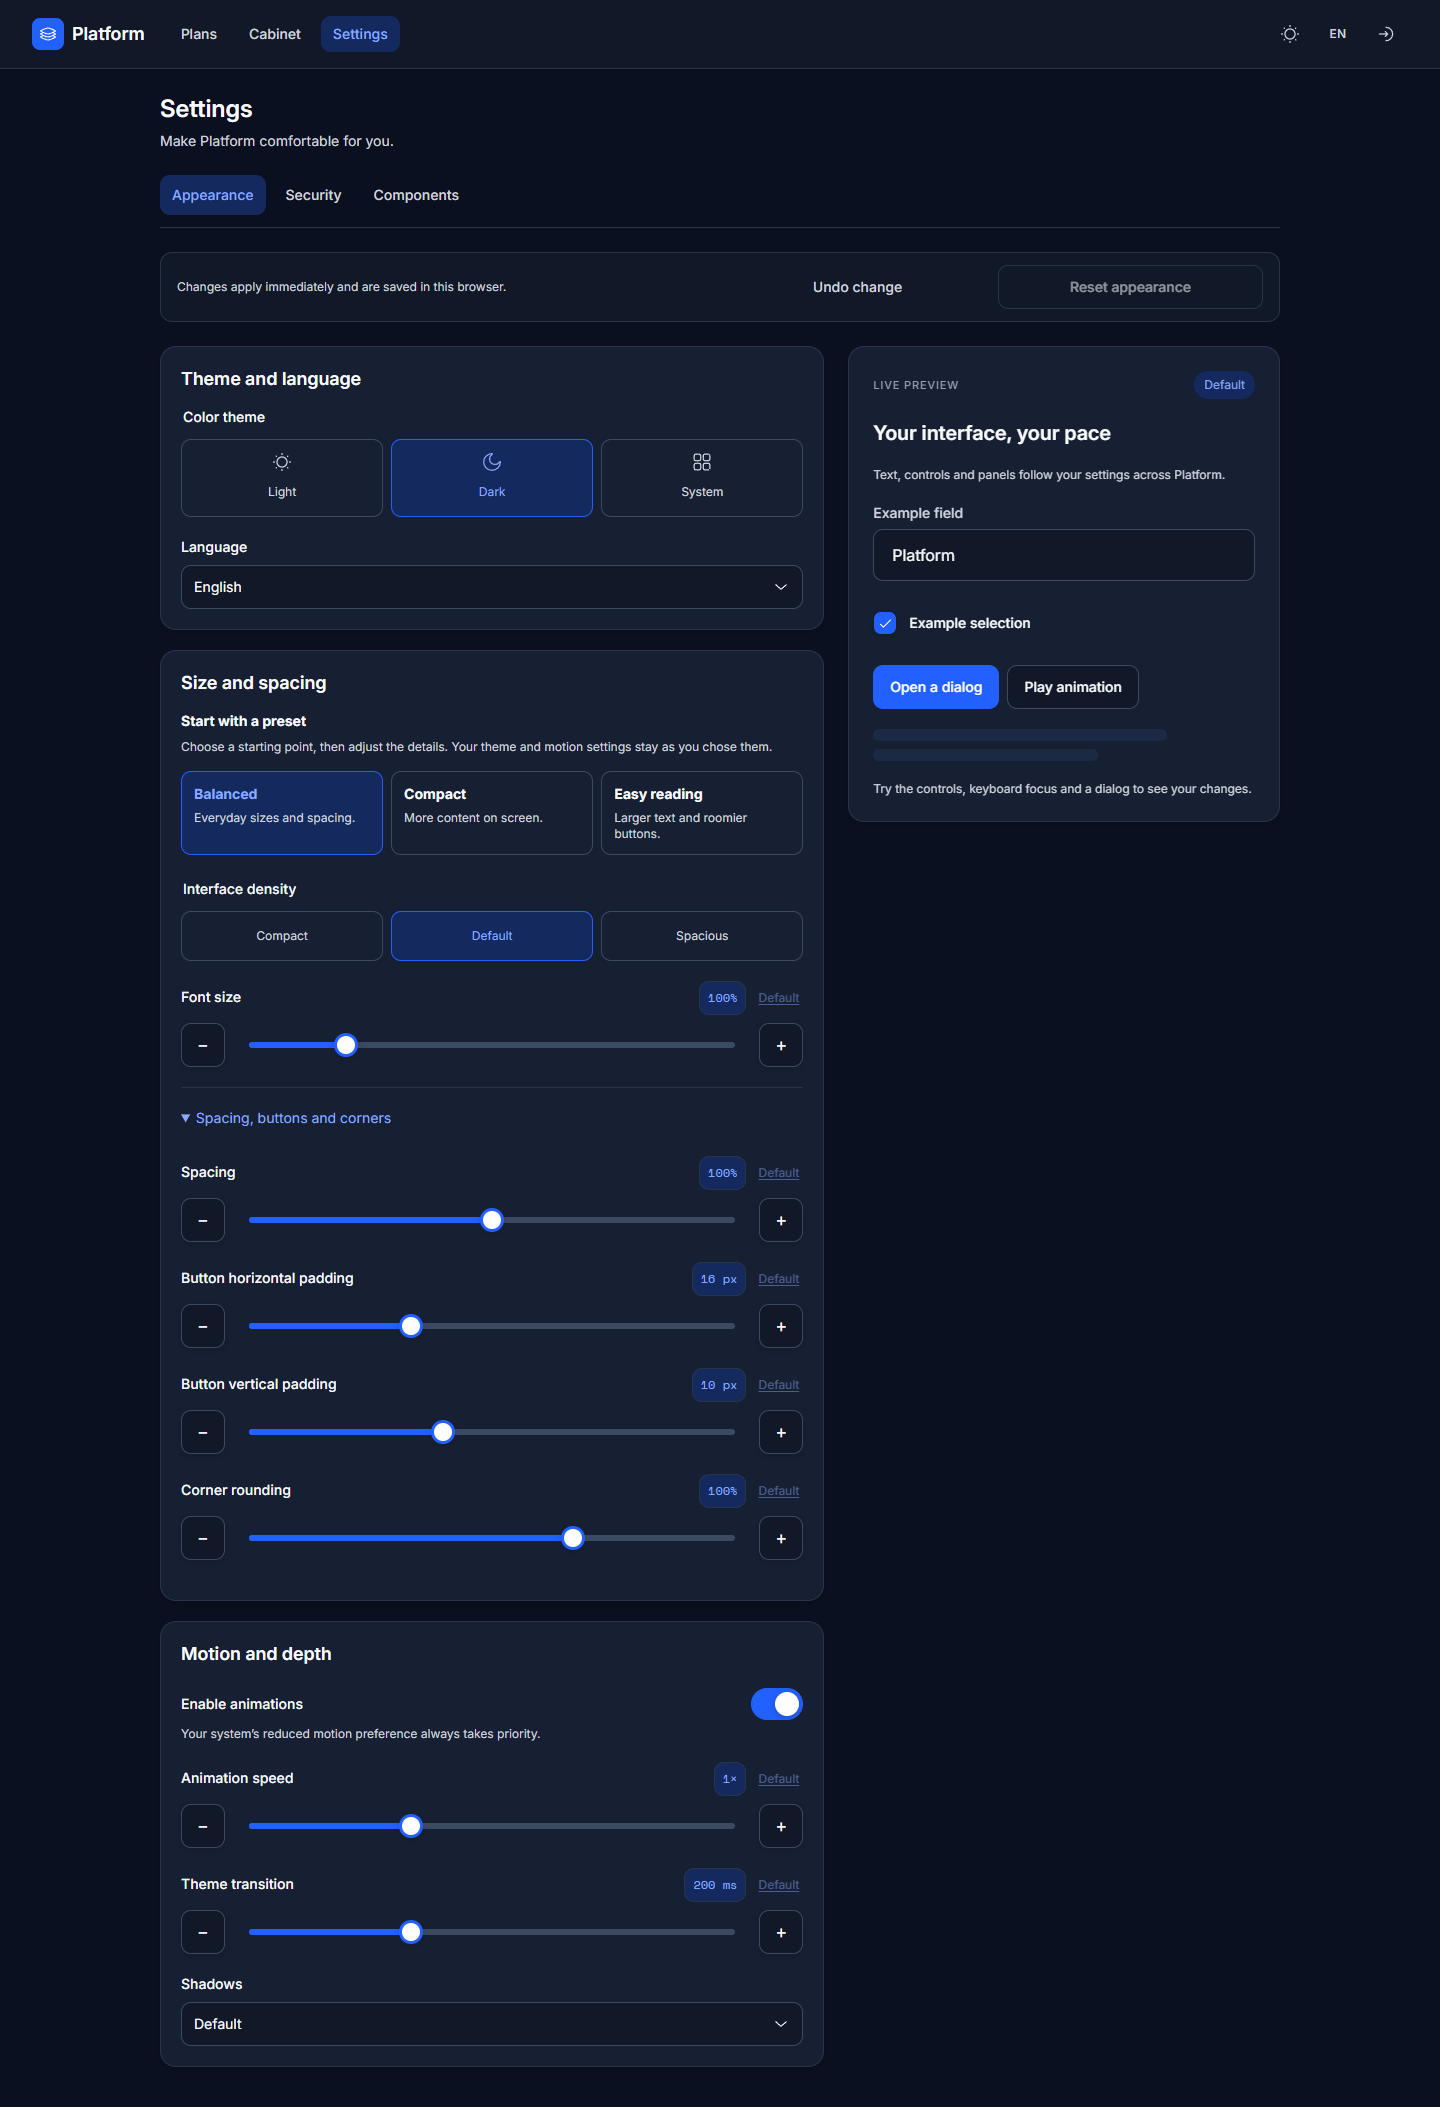 Platform
Plans
Cabinet
Settings
EN
Settings
Make Platform comfortable for you.
Appearance
Security
Components
Changes apply immediately and are saved in this browser.
Undo change
Reset appearance
Theme and language
Color theme
Light
Dark
System
Language
English
Size and spacing
Start with a preset
Choose a starting point, then adjust the details. Your theme and motion settings stay as you chose them.
Balanced
Everyday sizes and spacing.
Compact
More content on screen.
Easy reading
Larger text and roomier
buttons.
Interface density
Compact
Default
Spacious
Font size
100%
Default
−
+
Spacing, buttons and corners
Spacing
100%
Default
−
+
Button horizontal padding
16 px
Default
−
+
Button vertical padding
10 px
Default
−
+
Corner rounding
100%
Default
−
+
Motion and depth
Enable animations
Your system's reduced motion preference always takes priority.
Animation speed
1×
Default
−
+
Theme transition
200 ms
Default
−
+
Shadows
Default
LIVE PREVIEW
Default
Your interface, your pace
Text, controls and panels follow your settings across Platform.
Example field
Platform
Example selection
Open a dialog
Play animation
Try the controls, keyboard focus and a dialog to see your changes.